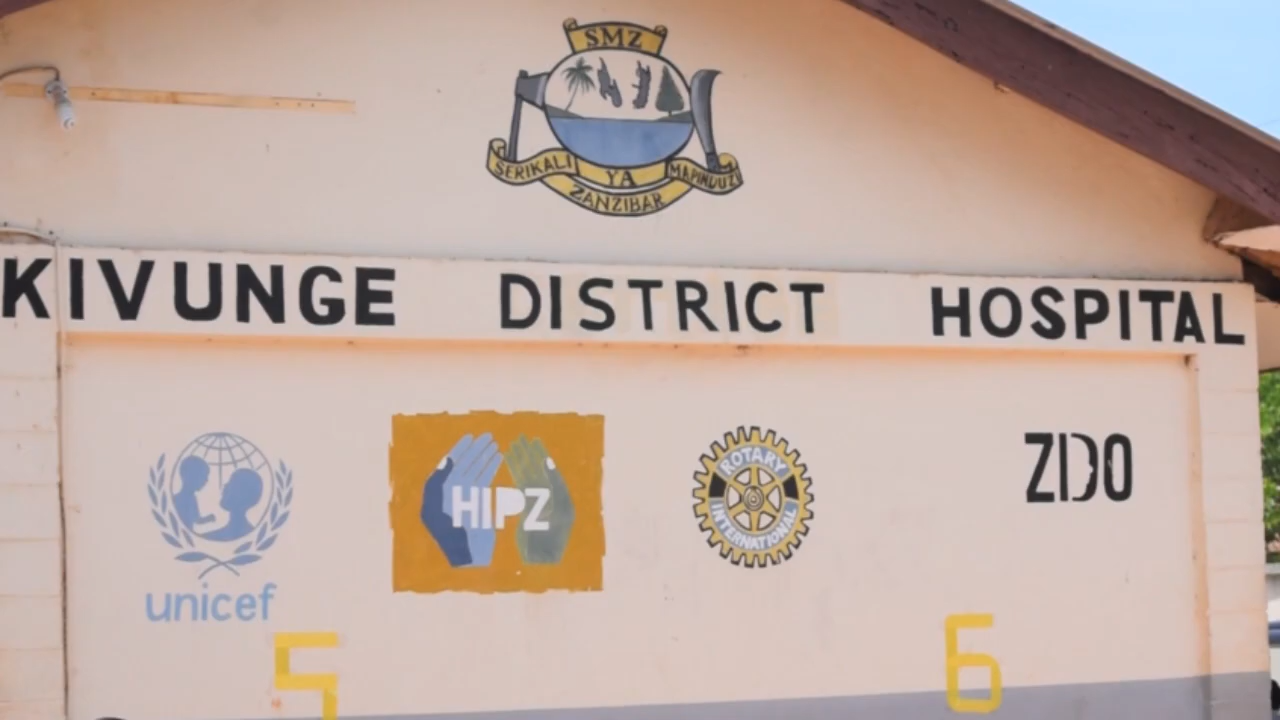 SMZ
SERIKALI YA MAPINDUZI
ZANZIBAR
KIVUNGE DISTRICT HOSPITAL
unicef
HIPZ
ROTARY
INTERNATIONAL
ZIDO
5
6